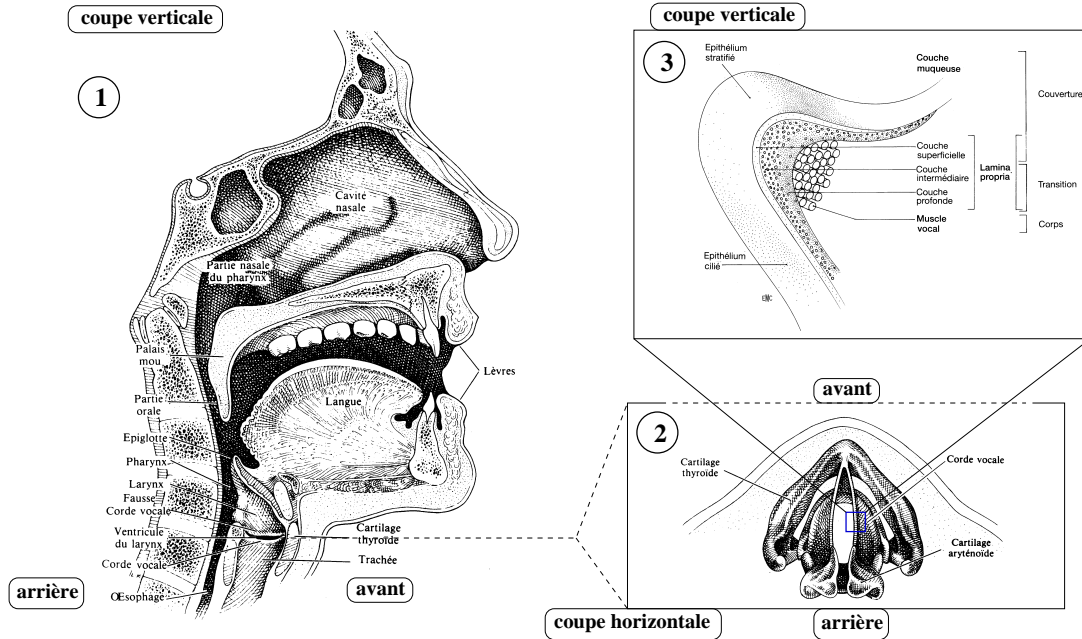 coupe verticale
1
Cavité
nasale
Partie nasale
du pharynx
Palais
mou
Partie
orale
Epiglotte
Pharynx
Larynx
Fausse
Corde vocale
Ventricule
du larynx
Corde vocale
Œsophage
Langue
Lèvres
Cartilage
thyroïde
Trachée
arrière
avant
coupe verticale
3
Epithélium
stratifié
Couche
muqueuse
Couverture
Couche
superficielle
Couche
intermédiaire
Couche
profonde
Lamina
propria
Transition
Muscle
vocal
Corps
Epithélium
cilié
EMC
avant
2
Cartilage
thyroïde
Corde vocale
Cartilage
aryténoïde
coupe horizontale
arrière